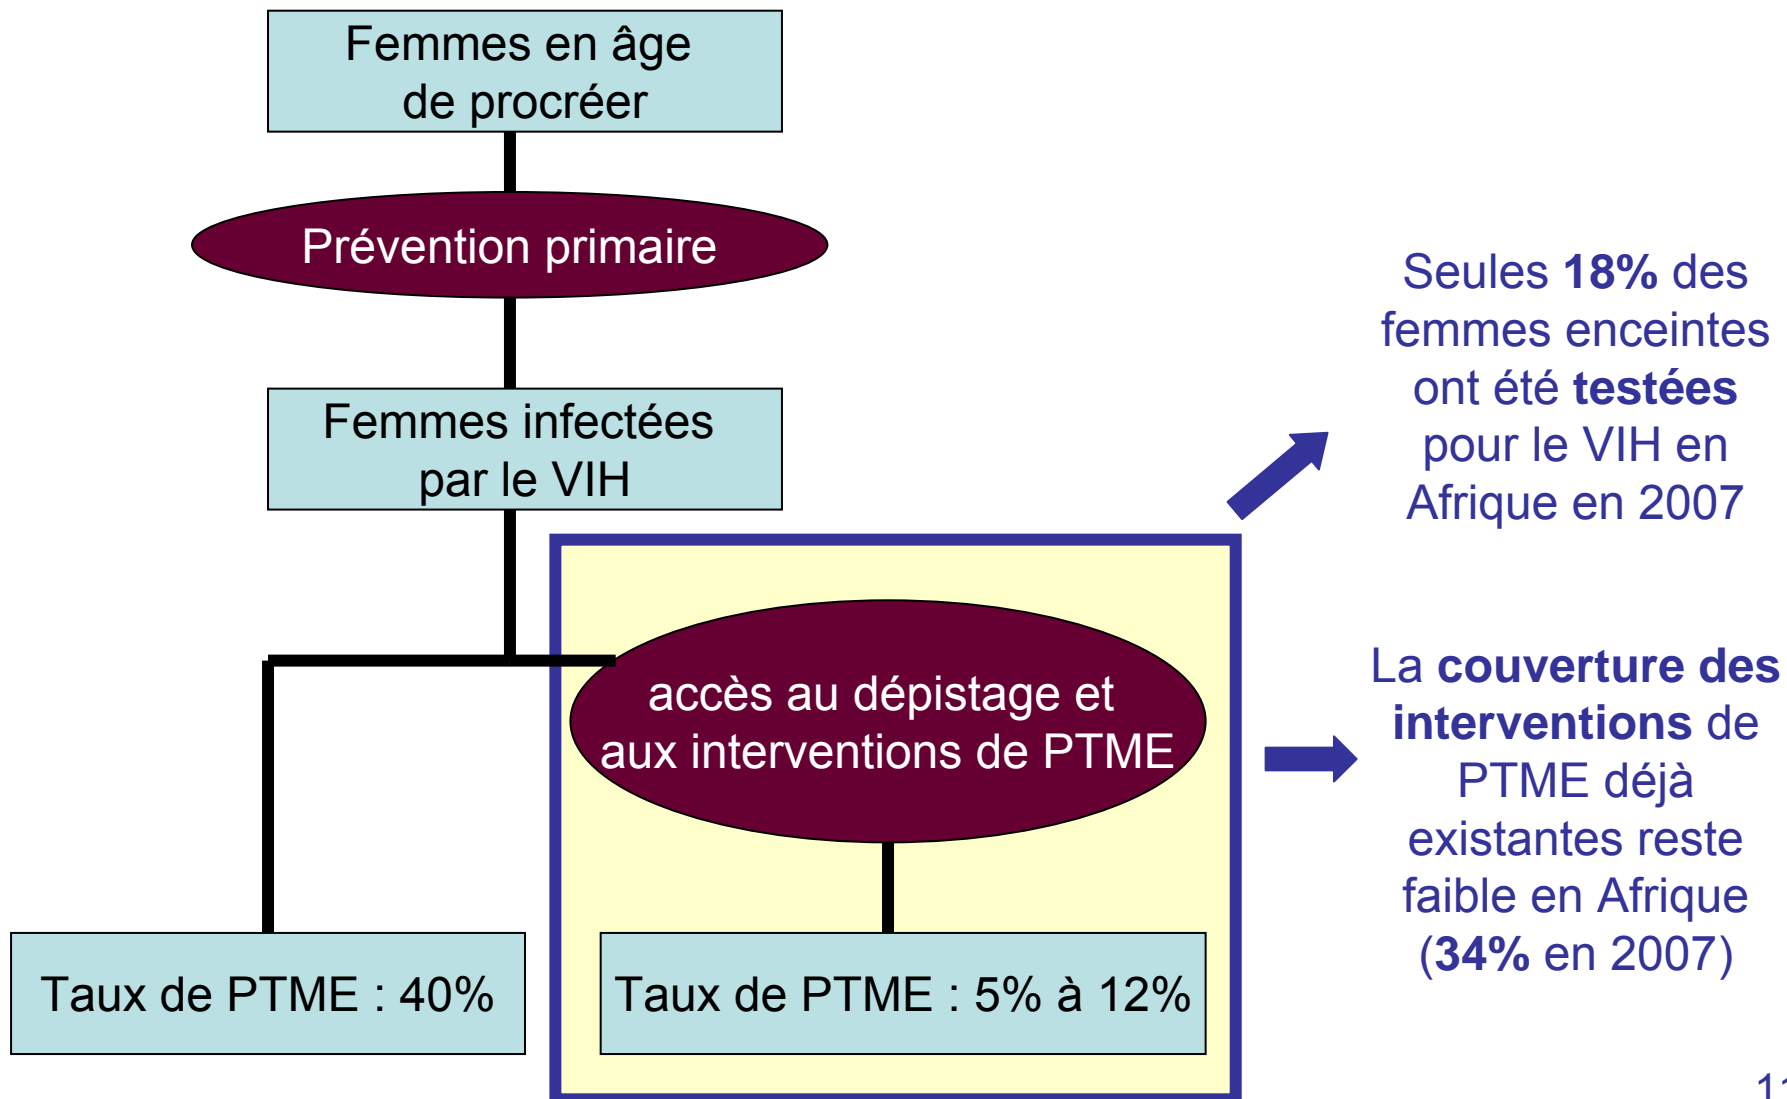 Femmes en âge
de procréer
Prévention primaire
Femmes infectées
par le VIH
accès au dépistage et
aux interventions de PTME
Taux de PTME : 40%
Taux de PTME : 5% à 12%
Seules 18% des
femmes enceintes
ont été testées
pour le VIH en
Afrique en 2007
La couverture des
interventions de
PTME déjà
existantes reste
faible en Afrique
(34% en 2007)
11